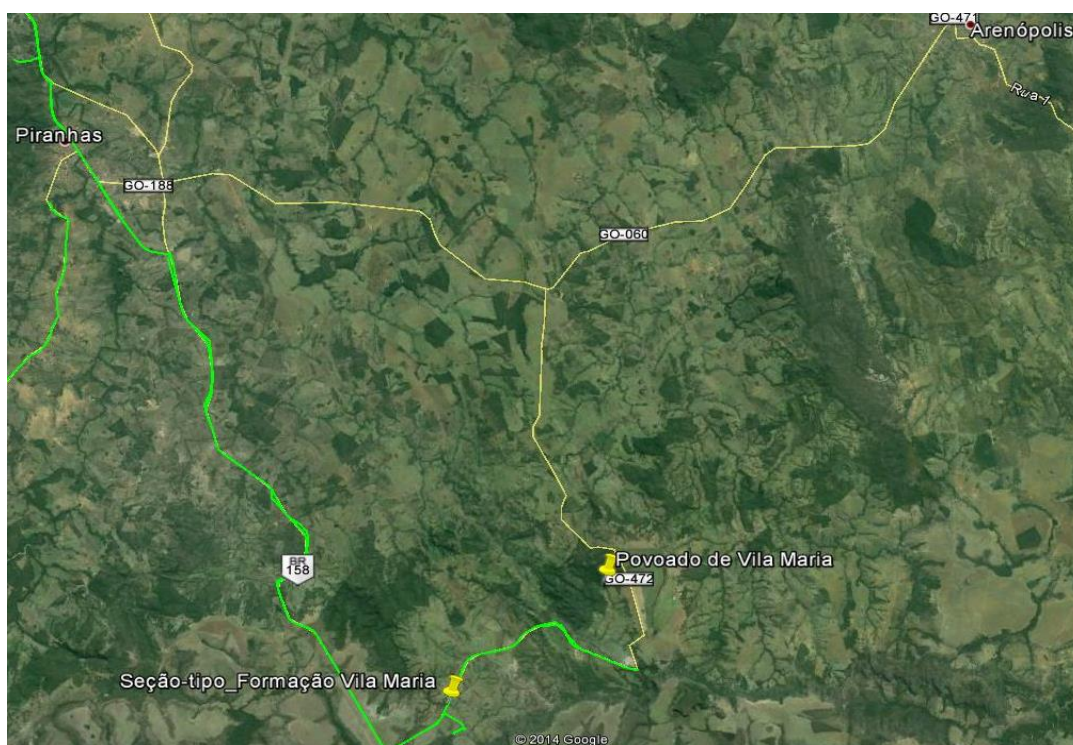 GO-471
Arenópolis
Rua 1
Piranhas
GO-188
GO-060
BR
158
Povoado de Vila Maria
GO-472
Seção-tipo_Formação Vila Maria
© 2014 Google